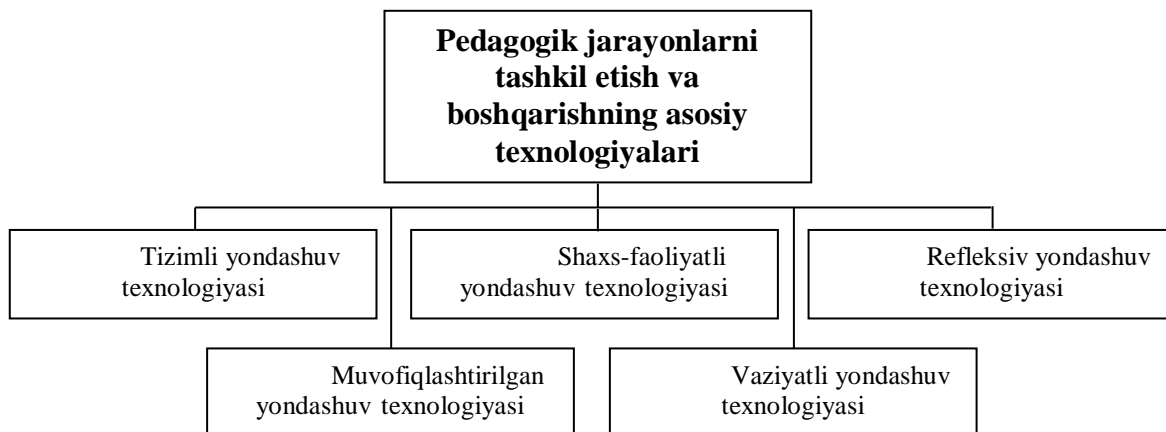 Pedagogik jarayonlarni
tashkil etish va
boshqarishning asosiy
texnologiyalari
Tizimli yondashuv
texnologiyasi
Shaxs-faoliyatli
yondashuv texnologiyasi
Refleksiv yondashuv
texnologiyasi
Muvofiqlashtirilgan
yondashuv texnologiyasi
Vaziyatli yondashuv
texnologiyasi